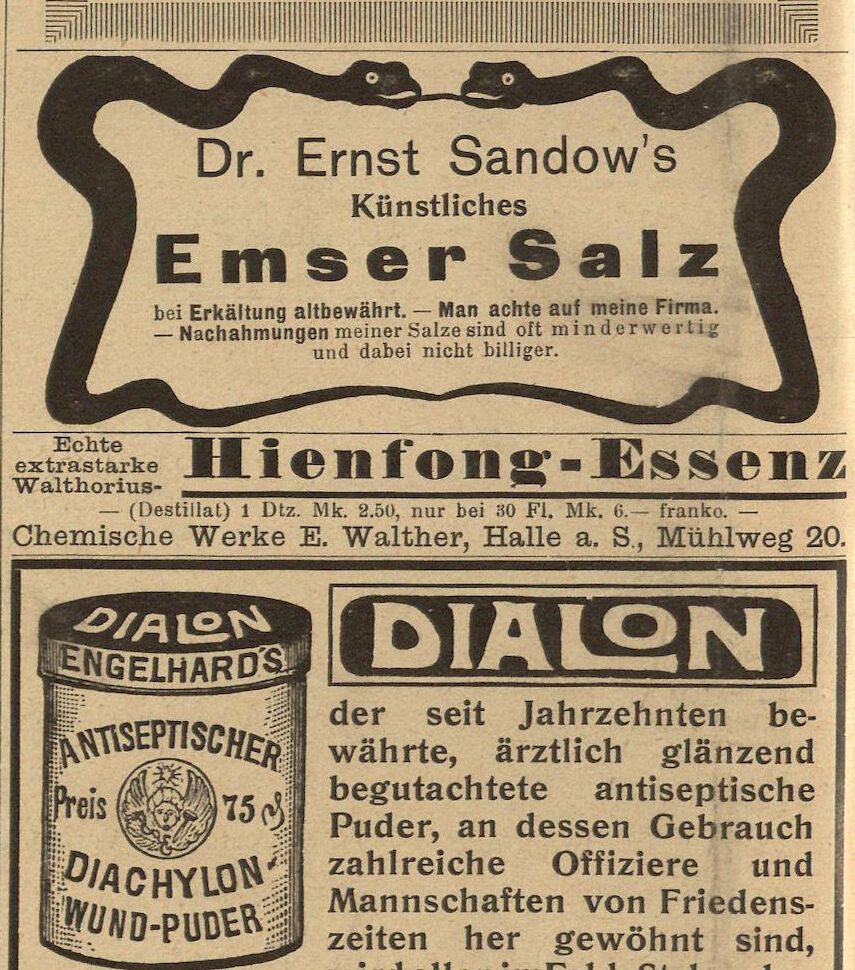 Dr. Ernst Sandow's
Künstliches
Emser Salz
bei Erkältung altbewährt. — Man achte auf meine Firma.
— Nachahmungen meiner Salze sind oft minderwertig
und dabei nicht billiger.
Echte
extrastarke
Walthorius-
Hienfong-Essenz
— (Destillat) 1 Dtz. Mk. 2.50, nur bei 30 Fl. Mk. 6.— franko. —
Chemische Werke E. Walther, Halle a. S., Mühlweg 20.
DIALON
ENGELHARD'S
ANTISEPTISCHER
Preis 75 ₰
DIACHYLON-
WUND-PUDER
DIALON
der seit Jahrzehnten be-
währte, ärztlich glänzend
begutachtete antiseptische
Puder, an dessen Gebrauch
zahlreiche Offiziere und
Mannschaften von Friedens-
zeiten her gewöhnt sind,